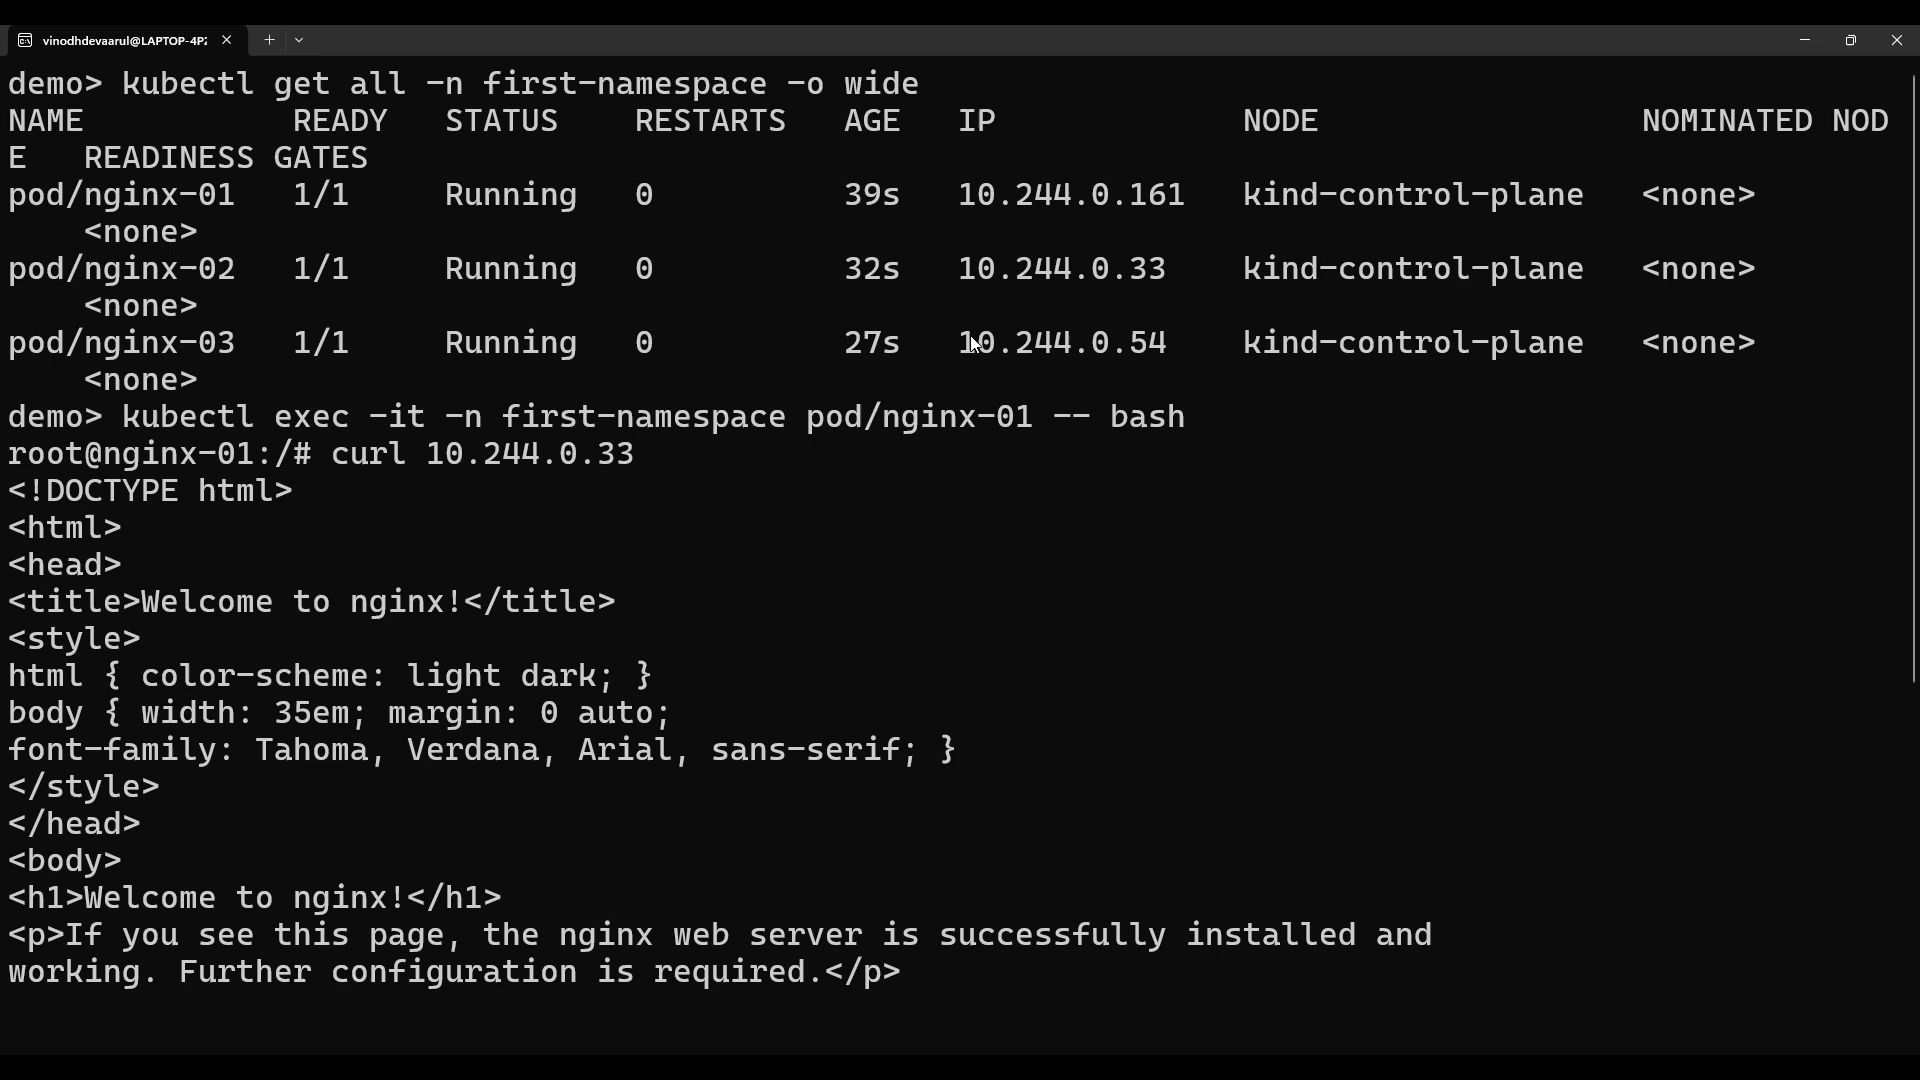 vinodhdevaarul@LAPTOP-4P2
demo> kubectl get all -n first-namespace -o wide
NAME           READY   STATUS    RESTARTS   AGE   IP             NODE                 NOMINATED NOD
E   READINESS GATES
pod/nginx-01   1/1     Running   0          39s   10.244.0.161   kind-control-plane   <none>
    <none>
pod/nginx-02   1/1     Running   0          32s   10.244.0.33    kind-control-plane   <none>
    <none>
pod/nginx-03   1/1     Running   0          27s   10.244.0.54    kind-control-plane   <none>
    <none>
demo> kubectl exec -it -n first-namespace pod/nginx-01 -- bash
root@nginx-01:/# curl 10.244.0.33
<!DOCTYPE html>
<html>
<head>
<title>Welcome to nginx!</title>
<style>
html { color-scheme: light dark; }
body { width: 35em; margin: 0 auto;
font-family: Tahoma, Verdana, Arial, sans-serif; }
</style>
</head>
<body>
<h1>Welcome to nginx!</h1>
<p>If you see this page, the nginx web server is successfully installed and
working. Further configuration is required.</p>